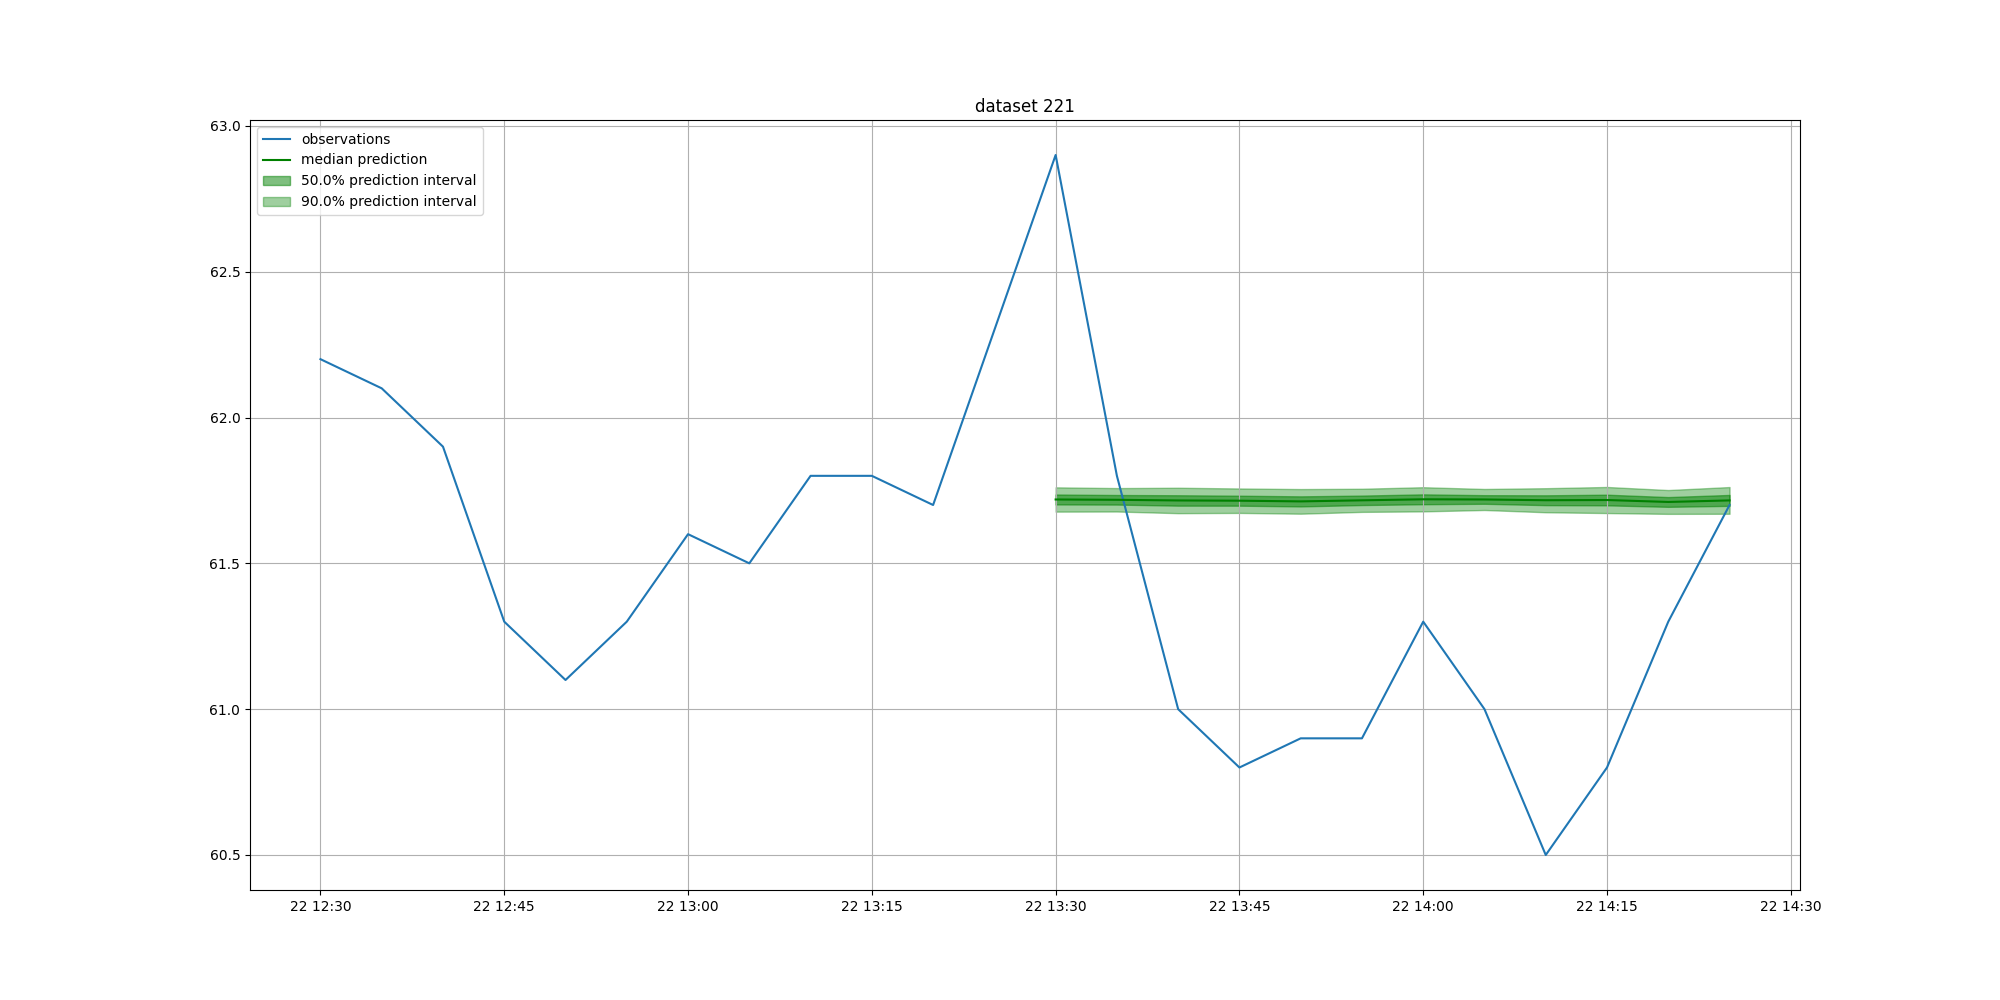 dataset 221
63.0
62.5
62.0
61.5
61.0
60.5
observations
median prediction
50.0% prediction interval
90.0% prediction interval
22 12:30 22 12:45 22 13:00 22 13:15 22 13:30 22 13:45 22 14:00 22 14:15 22 14:30